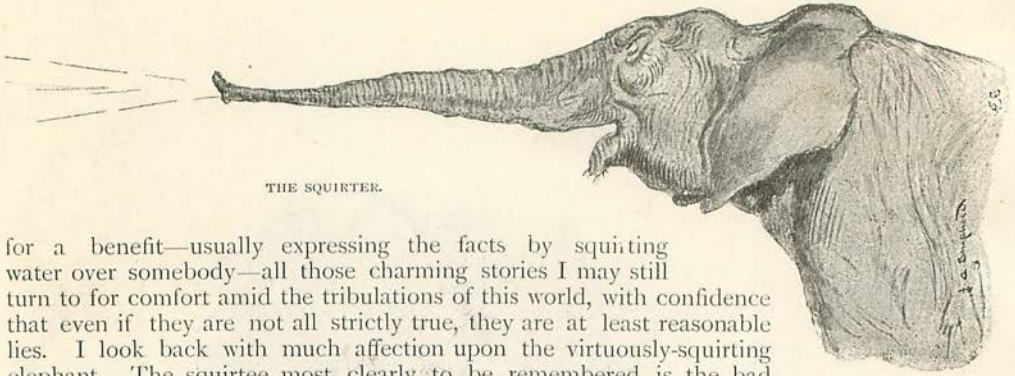 THE SQUIRTER.
for a benefit—usually expressing the facts by squirting
water over somebody—all those charming stories I may still
turn to for comfort amid the tribulations of this world, with confidence
that even if they are not all strictly true, they are at least reasonable
lies. I look back with much affection upon the virtuously-squirting
elephant. The squirtee most clearly to be remembered is the bad